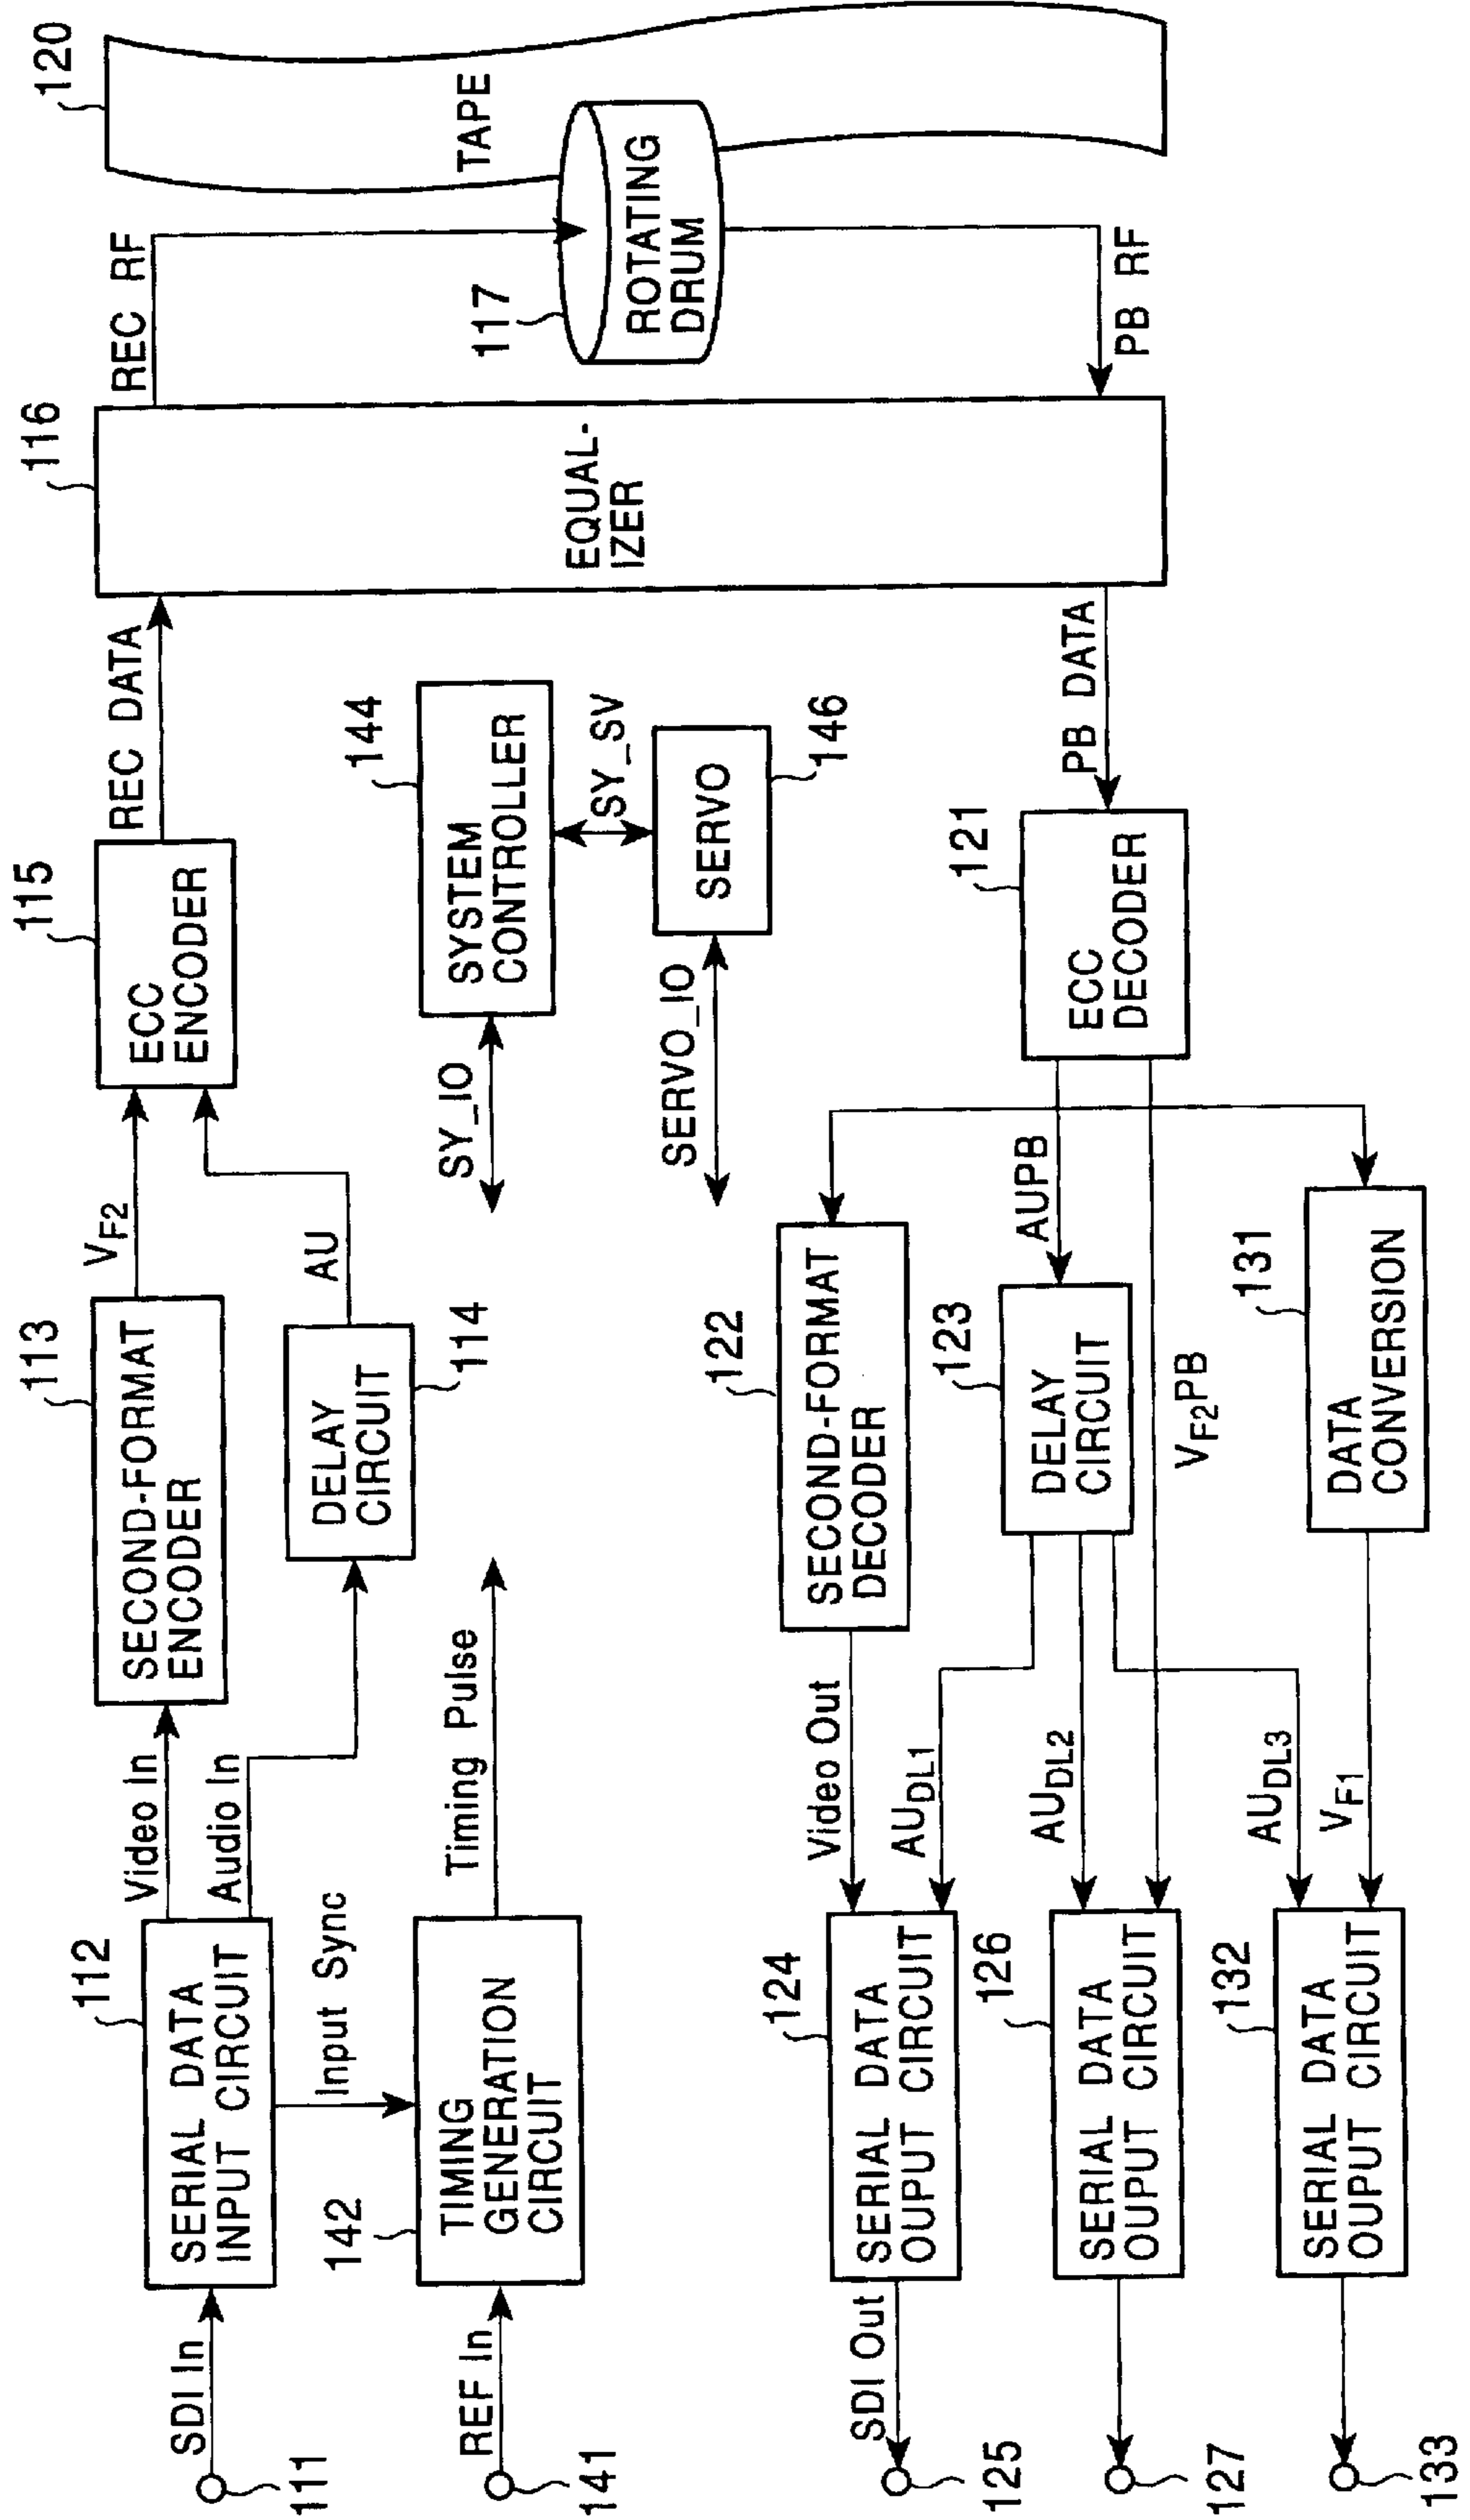 SDI In
111
112
SERIAL DATA
INPUT CIRCUIT
Video In
Audio In
Input Sync
113
SECOND-FORMAT
ENCODER
VF2
DELAY
CIRCUIT
114
AU
115
ECC
ENCODER
REC DATA
116
EQUAL-
IZER
REC RF
117
ROTATING
DRUM
TAPE
120
REF In
141
142
TIMING
GENERATION
CIRCUIT
Timing Pulse
SY_IO
144
SYSTEM
CONTROLLER
SY_SV
SERVO_IO
SERVO
146
PB RF
PB DATA
121
ECC
DECODER
AUPB
VF2PB
122
SECOND-FORMAT
DECODER
123
DELAY
CIRCUIT
131
DATA
CONVERSION
Video Out
AUDL1
AUDL2
AUDL3
VF1
124
SERIAL DATA
OUPUT CIRCUIT
126
SERIAL DATA
OUPUT CIRCUIT
132
SERIAL DATA
OUPUT CIRCUIT
SDI Out
125
127
133